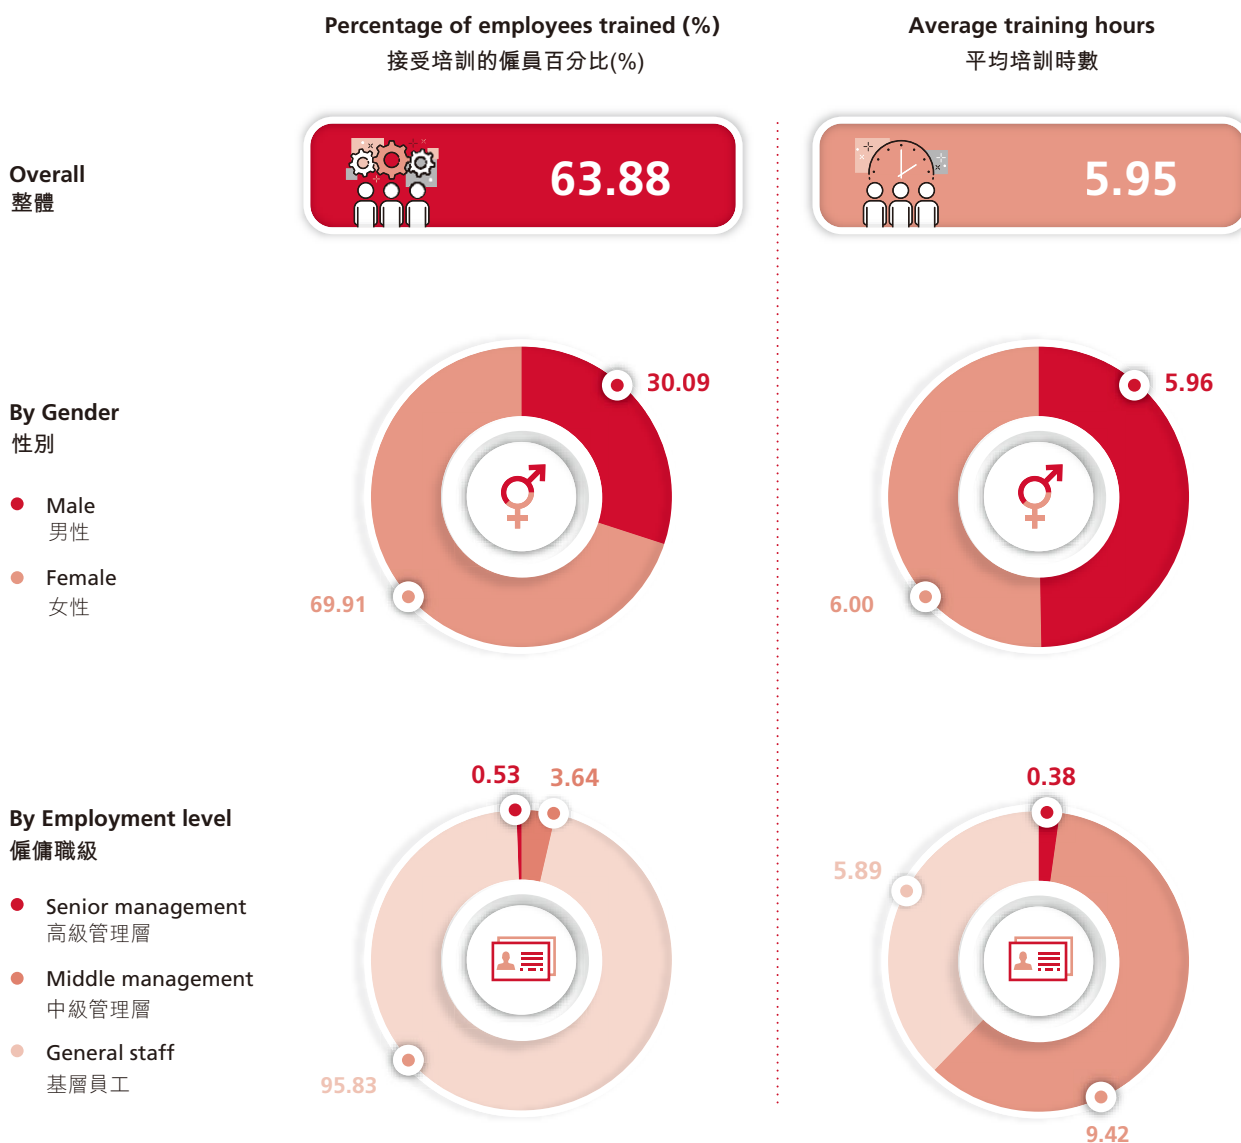 Percentage of employees trained (%)
接受培訓的僱員百分比(%)
Average training hours
平均培訓時數
Overall
整體
63.88
5.95
By Gender
性別
Male
男性
Female
女性
30.09
69.91
5.96
6.00
By Employment level
僱傭職級
Senior management
高級管理層
Middle management
中級管理層
General staff
基層員工
0.53
3.64
95.83
0.38
5.89
9.42